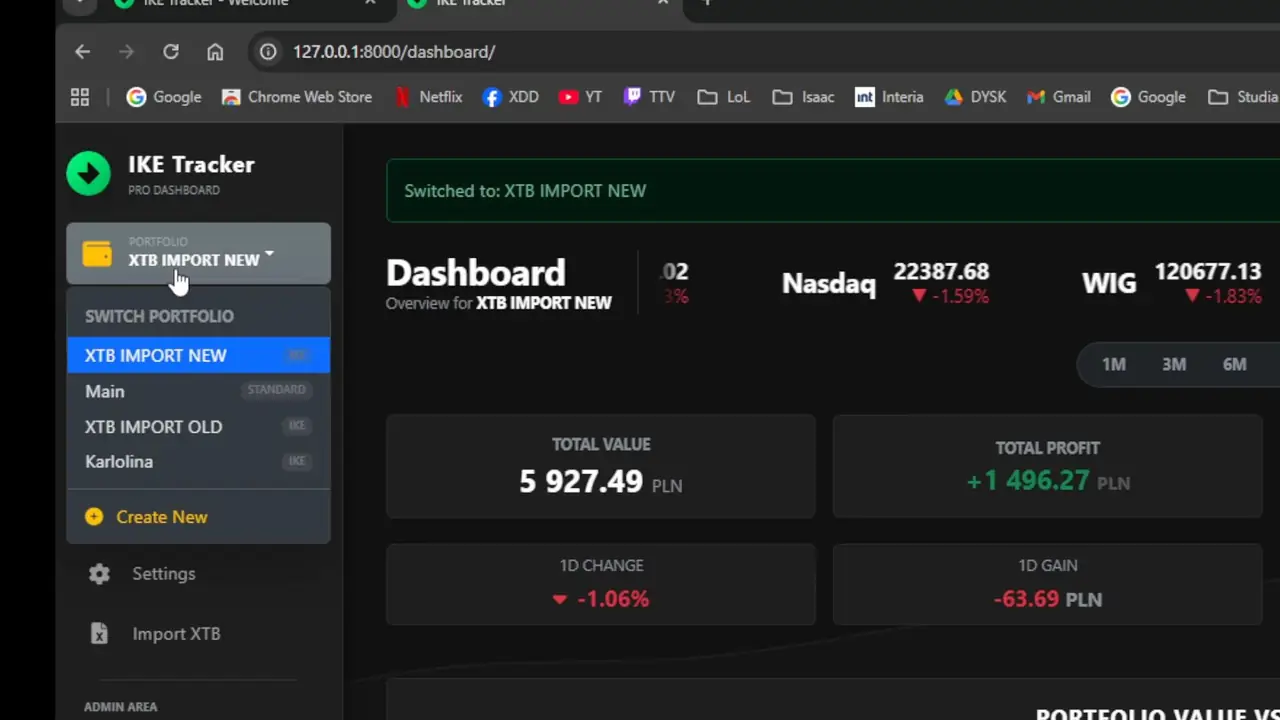 IKE Tracker - Welcome
IKE Tracker
127.0.0.1:8000/dashboard/
Google
Chrome Web Store
Netflix
XDD
YT
TTV
LoL
Isaac
int Interia
DYSK
Gmail
Google
Studia
IKE Tracker
PRO DASHBOARD
PORTFOLIO
XTB IMPORT NEW
SWITCH PORTFOLIO
XTB IMPORT NEW IKE
Main STANDARD
XTB IMPORT OLD IKE
Karlolina IKE
Create New
Settings
Import XTB
ADMIN AREA
Switched to: XTB IMPORT NEW
Dashboard
Overview for XTB IMPORT NEW
.02
3%
Nasdaq
22387.68
▼ -1.59%
WIG
120677.13
▼ -1.83%
1M 3M 6M
TOTAL VALUE
5 927.49 PLN
TOTAL PROFIT
+1 496.27 PLN
1D CHANGE
-1.06%
1D GAIN
-63.69 PLN
PORTFOLIO VALUE VS